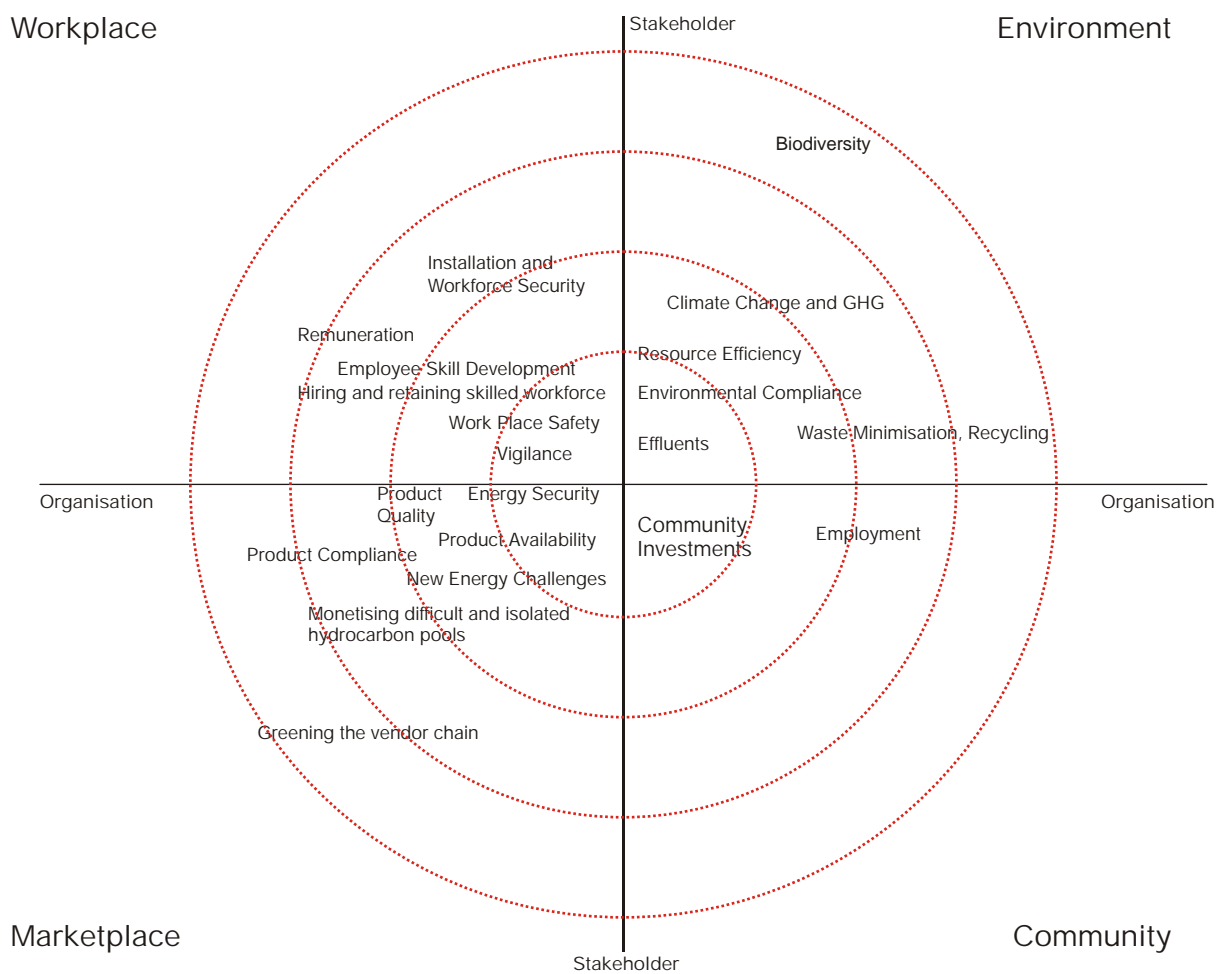 Workplace
Stakeholder
Environment
Biodiversity
Installation and
Workforce Security
Climate Change and GHG
Remuneration
Resource Efficiency
Employee Skill Development
Hiring and retaining skilled workforce
Environmental Compliance
Work Place Safety
Waste Minimisation, Recycling
Effluents
Vigilance
Organisation
Product
Quality
Energy Security
Organisation
Community
Investments
Employment
Product Availability
Product Compliance
New Energy Challenges
Monetising difficult and isolated
hydrocarbon pools
Greening the vendor chain
Marketplace
Community
Stakeholder